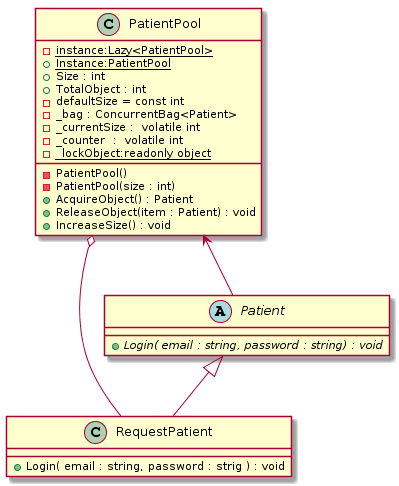 C PatientPool
instance:Lazy<PatientPool>
Instance:PatientPool
Size : int
TotalObject : int
defaultSize = const int
_bag : ConcurrentBag<Patient>
_currentSize :  volatile int
_counter  :  volatile int
_lockObject:readonly object
PatientPool()
PatientPool(size : int)
AcquireObject() : Patient
ReleaseObject(item : Patient) : void
IncreaseSize() : void
A Patient
Login( email : string, password : string) : void
C RequestPatient
Login( email : string, password : strig ) : void